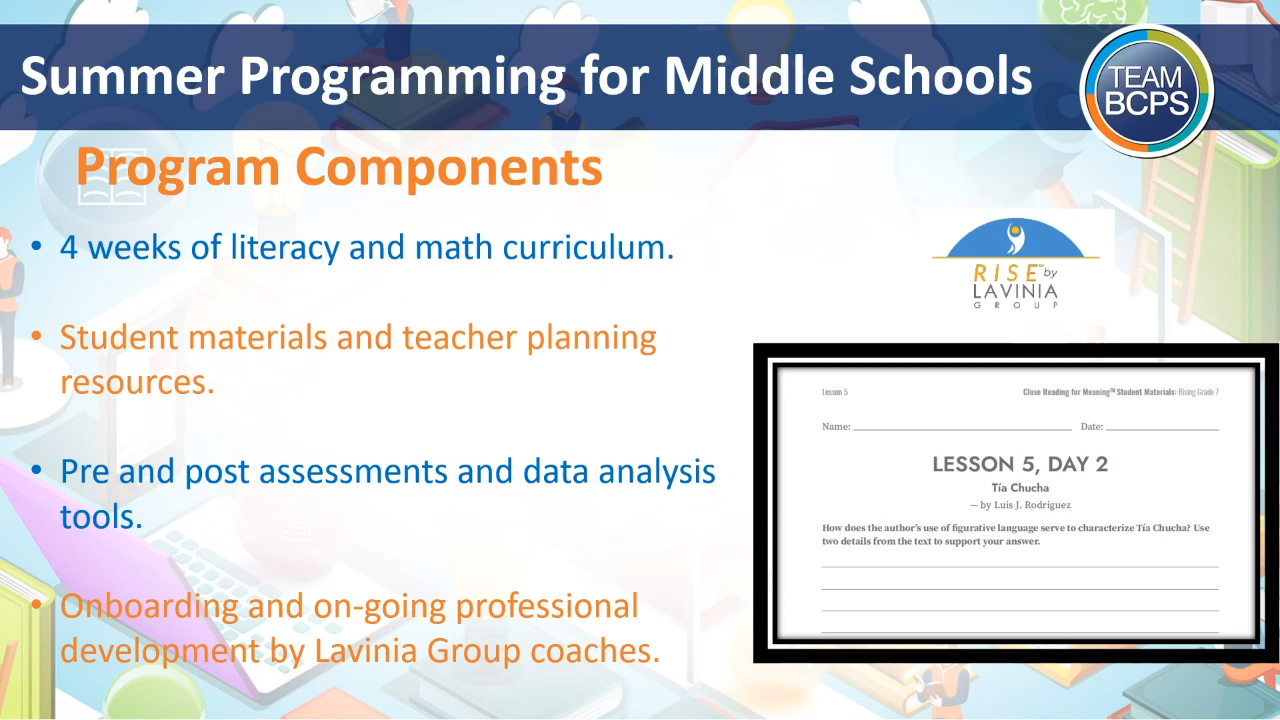 Summer Programming for Middle Schools
TEAM
BCPS
Program Components
• 4 weeks of literacy and math curriculum.
• Student materials and teacher planning
resources.
• Pre and post assessments and data analysis
tools.
• Onboarding and on-going professional
development by Lavinia Group coaches.
RISE™ by
LAVINIA
GROUP
Lesson 5
Close Reading for Meaning™ Student Materials: Rising Grade 7
Name: Date:
LESSON 5, DAY 2
Tía Chucha
— by Luis J. Rodriguez
How does the author's use of figurative language serve to characterize Tía Chucha? Use
two details from the text to support your answer.